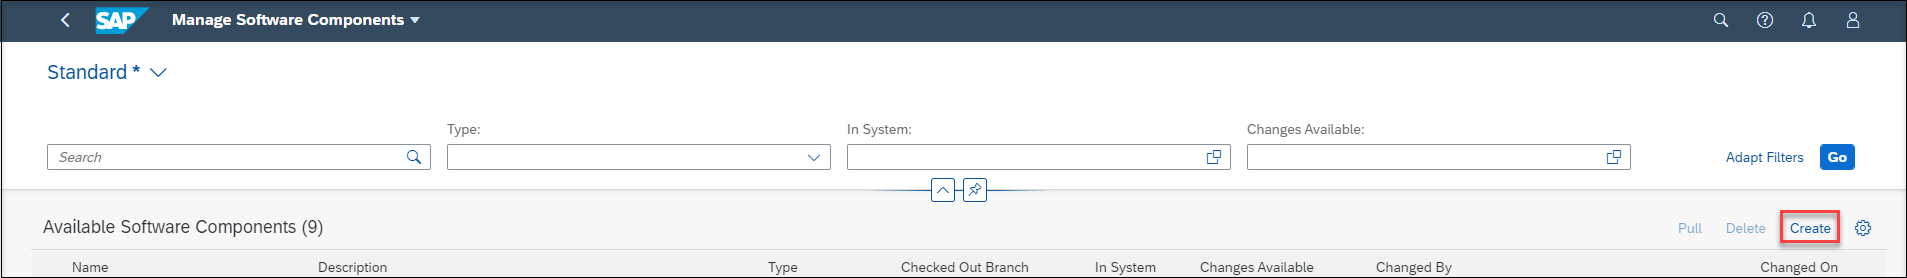 SAP Manage Software Components
Standard *
Type: In System: Changes Available:
Search Adapt Filters Go
Available Software Components (9) Pull Delete Create
Name Description Type Checked Out Branch In System Changes Available Changed By Changed On